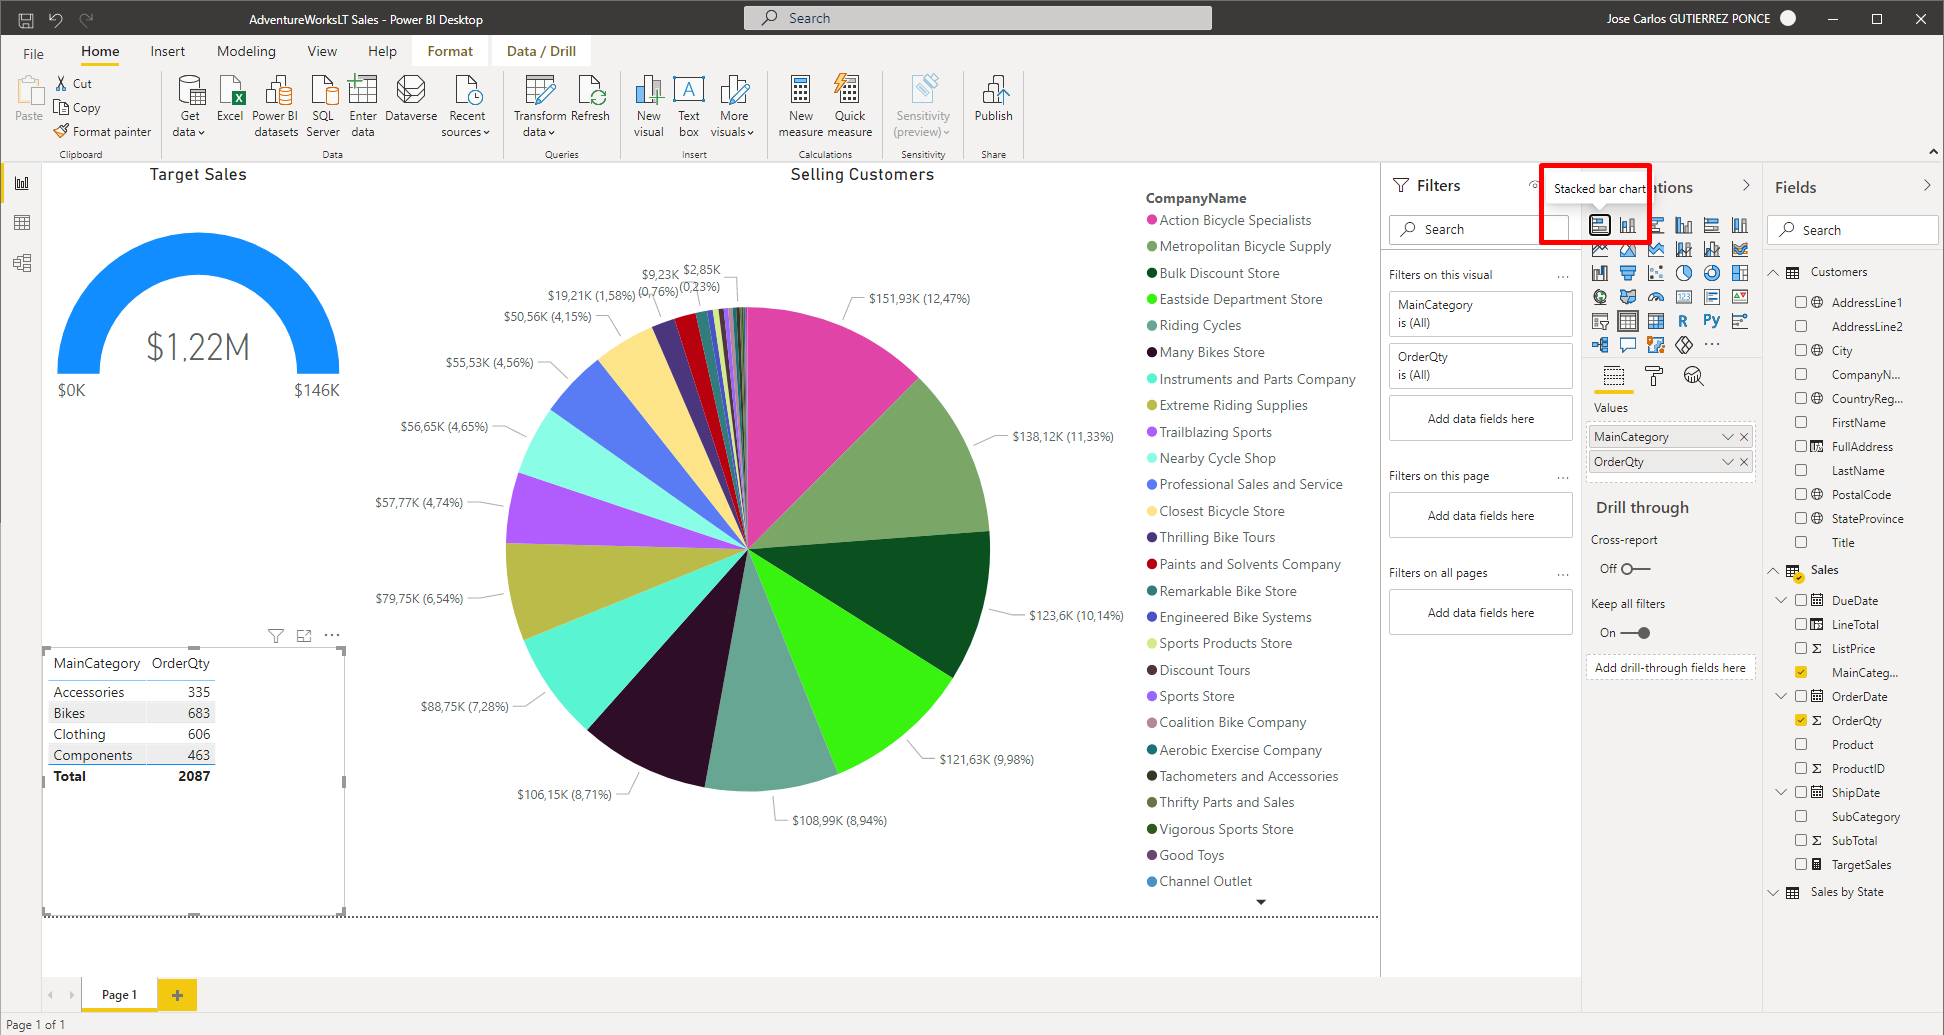 AdventureWorksLT Sales - Power BI Desktop
Search
Jose Carlos GUTIERREZ PONCE
File
Home
Insert
Modeling
View
Help
Format
Data / Drill
Paste
Cut
Copy
Format painter
Clipboard
Get data
Excel
Power BI datasets
SQL Server
Enter data
Dataverse
Recent sources
Data
Transform data
Refresh
Queries
New visual
Text box
More visuals
Insert
New measure
Quick measure
Calculations
Sensitivity (preview)
Sensitivity
Publish
Share
Target Sales
$1,22M
$0K
$146K
MainCategory OrderQty
Accessories 335
Bikes 683
Clothing 606
Components 463
Total 2087
Selling Customers
$151,93K (12,47%)
$138,12K (11,33%)
$123,6K (10,14%)
$121,63K (9,98%)
$108,99K (8,94%)
$106,15K (8,71%)
$88,75K (7,28%)
$79,75K (6,54%)
$57,77K (4,74%)
$56,65K (4,65%)
$55,53K (4,56%)
$50,56K (4,15%)
$19,21K (1,58%)
$9,23K (0,76%)
$2,85K (0,23%)
CompanyName
Action Bicycle Specialists
Metropolitan Bicycle Supply
Bulk Discount Store
Eastside Department Store
Riding Cycles
Many Bikes Store
Instruments and Parts Company
Extreme Riding Supplies
Trailblazing Sports
Nearby Cycle Shop
Professional Sales and Service
Closest Bicycle Store
Thrilling Bike Tours
Paints and Solvents Company
Remarkable Bike Store
Engineered Bike Systems
Sports Products Store
Discount Tours
Sports Store
Coalition Bike Company
Aerobic Exercise Company
Tachometers and Accessories
Thrifty Parts and Sales
Vigorous Sports Store
Good Toys
Channel Outlet
Filters
Search
Filters on this visual
...
MainCategory
is (All)
OrderQty
is (All)
Add data fields here
Filters on this page
...
Add data fields here
Filters on all pages
...
Add data fields here
Stacked bar chart
ations
123
R
Py
...
Values
MainCategory
OrderQty
Drill through
Cross-report
Off
Keep all filters
On
Add drill-through fields here
Fields
Search
Customers
AddressLine1
AddressLine2
City
CompanyN...
CountryReg...
FirstName
FullAddress
LastName
PostalCode
StateProvince
Title
Sales
DueDate
LineTotal
ListPrice
MainCateg...
OrderDate
OrderQty
Product
ProductID
ShipDate
SubCategory
SubTotal
TargetSales
Sales by State
Page 1
Page 1 of 1